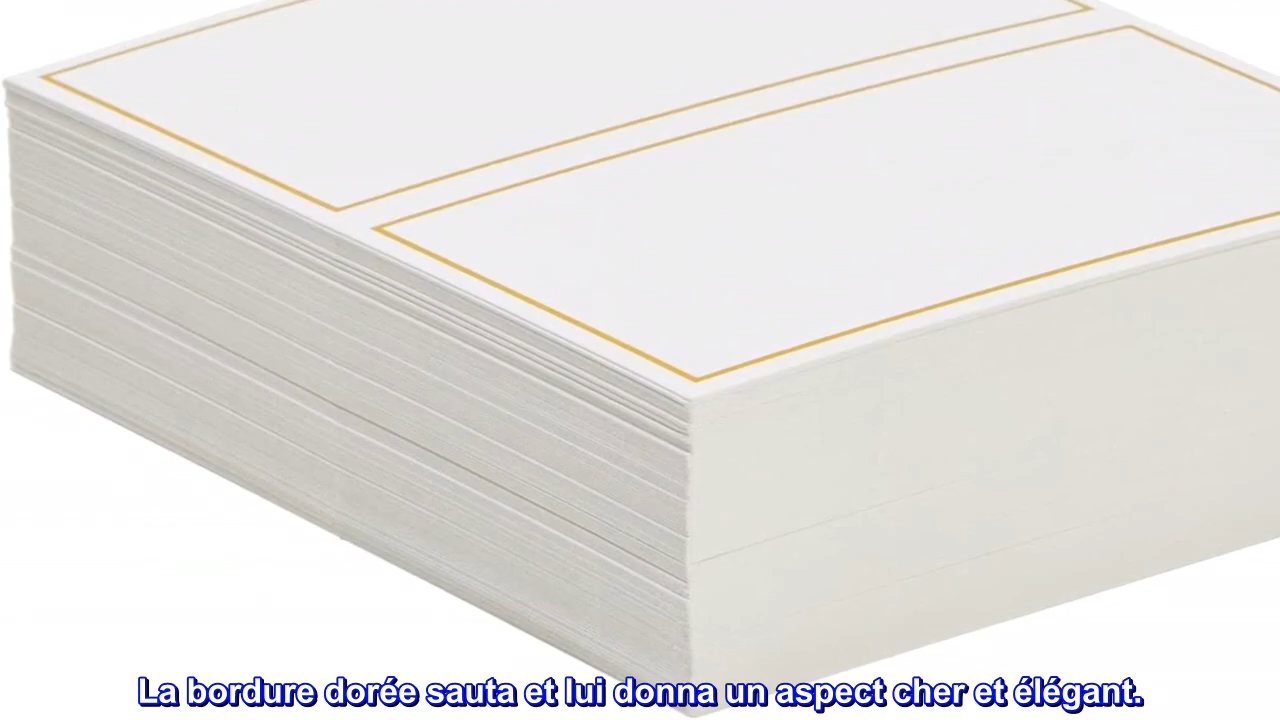 La bordure dorée sauta et lui donna un aspect cher et élégant.